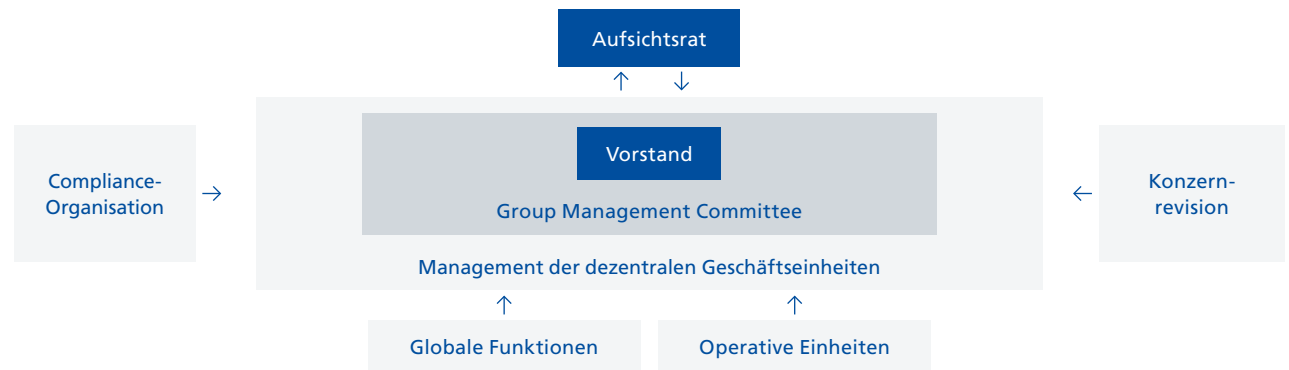 Aufsichtsrat
Vorstand
Group Management Committee
Management der dezentralen Geschäftseinheiten
Compliance-
Organisation
Konzern-
revision
Globale Funktionen
Operative Einheiten